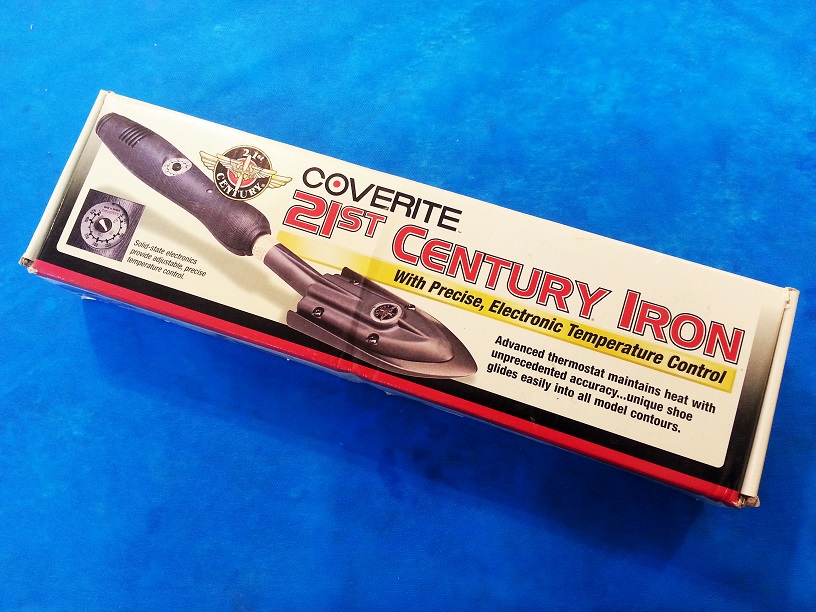 21st
CENTURY
COVERITE™
21ST CENTURY IRON
With Precise, Electronic Temperature Control
Solid-state electronics
provide adjustable, precise
temperature control.
Advanced thermostat maintains heat with
unprecedented accuracy...unique shoe
glides easily into all model contours.